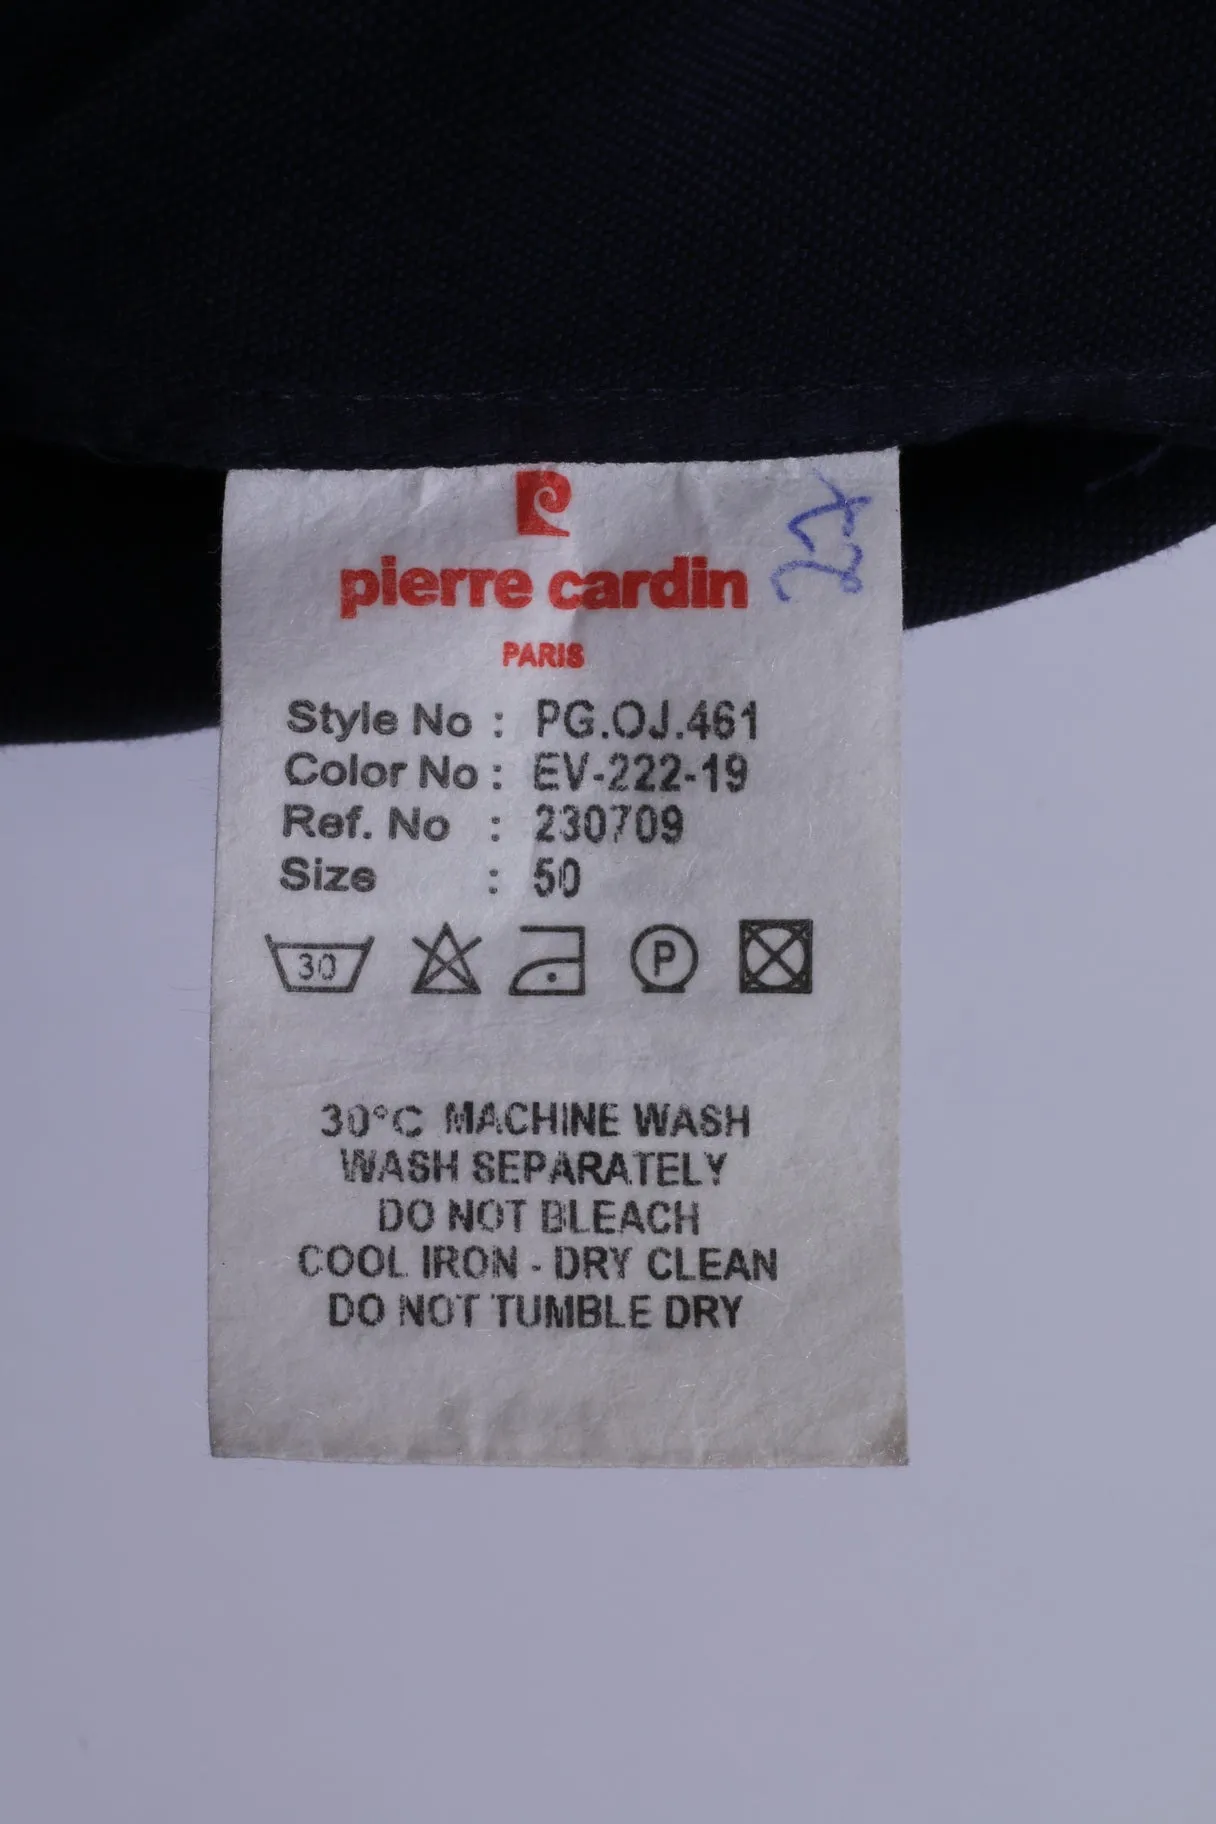 pierre cardin
PARIS
Style No : PG.OJ.461
Color No : EV-222-19
Ref. No : 230709
Size : 50
30 P
30°C MACHINE WASH
WASH SEPARATELY
DO NOT BLEACH
COOL IRON - DRY CLEAN
DO NOT TUMBLE DRY